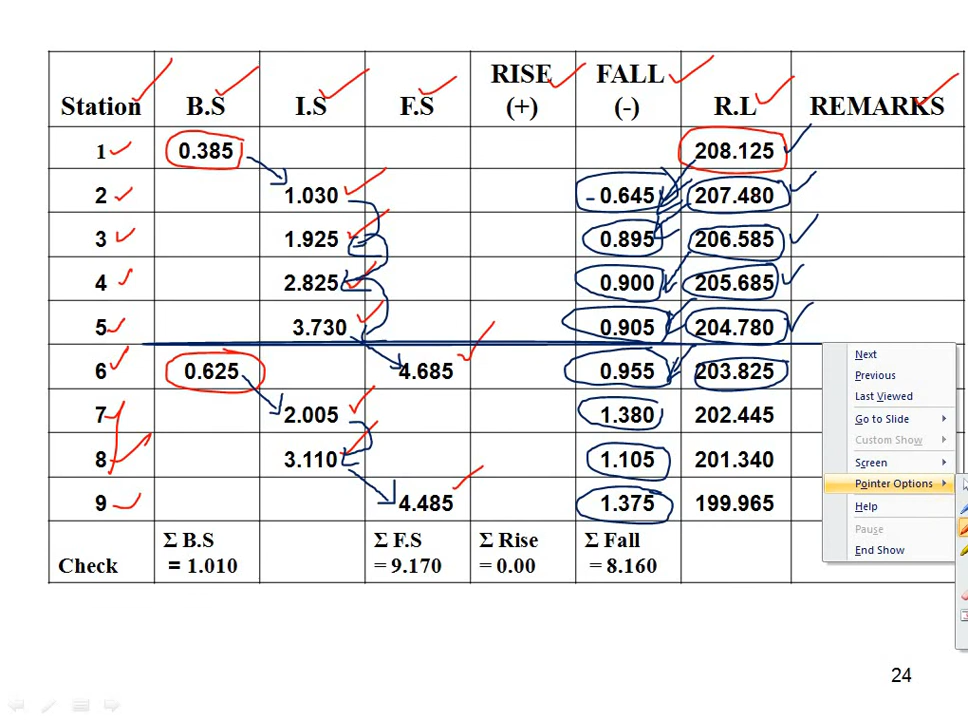 RISE FALL
Station B.S I.S F.S (+) (-) R.L REMARKS
1 0.385 208.125
2 1.030 - 0.645 207.480
3 1.925 0.895 206.585
4 2.825 0.900 205.685
5 3.730 0.905 204.780
6 0.625 4.685 0.955 203.825
7 2.005 1.380 202.445
8 3.110 1.105 201.340
9 4.485 1.375 199.965
Σ B.S Σ F.S Σ Rise Σ Fall
Check = 1.010 = 9.170 = 0.00 = 8.160
Next
Previous
Last Viewed
Go to Slide
Custom Show
Screen
Pointer Options
Help
Pause
End Show
24